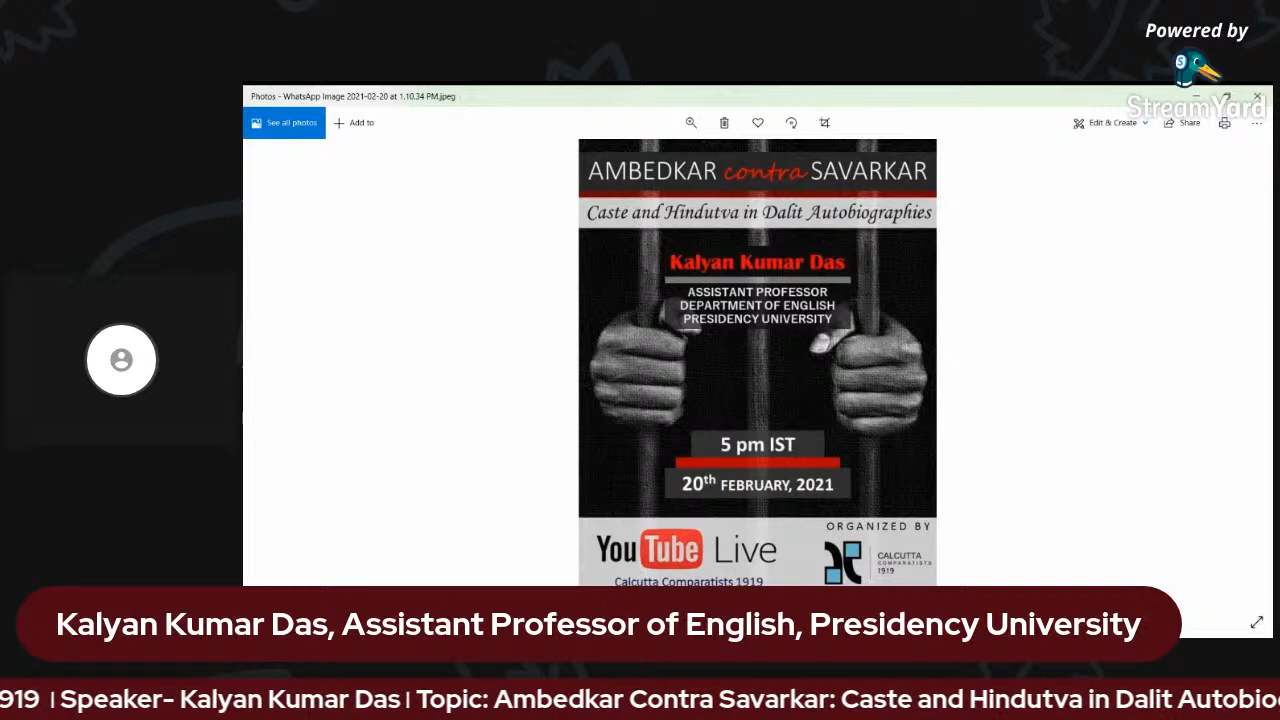 Powered by
StreamYard
Photos - WhatsApp Image 2021-02-20 at 1.10.34 PM.jpeg
See all photos
Add to
Edit & Create
Share
AMBEDKAR contra SAVARKAR
Caste and Hindutva in Dalit Autobiographies
Kalyan Kumar Das
ASSISTANT PROFESSOR
DEPARTMENT OF ENGLISH
PRESIDENCY UNIVERSITY
5 pm IST
20th FEBRUARY, 2021
ORGANIZED BY
YouTube Live
CALCUTTA
COMPARATISTS
1919
Calcutta Comparatists 1919
Kalyan Kumar Das, Assistant Professor of English, Presidency University
919 | Speaker- Kalyan Kumar Das| Topic: Ambedkar Contra Savarkar: Caste and Hindutva in Dalit Autobio